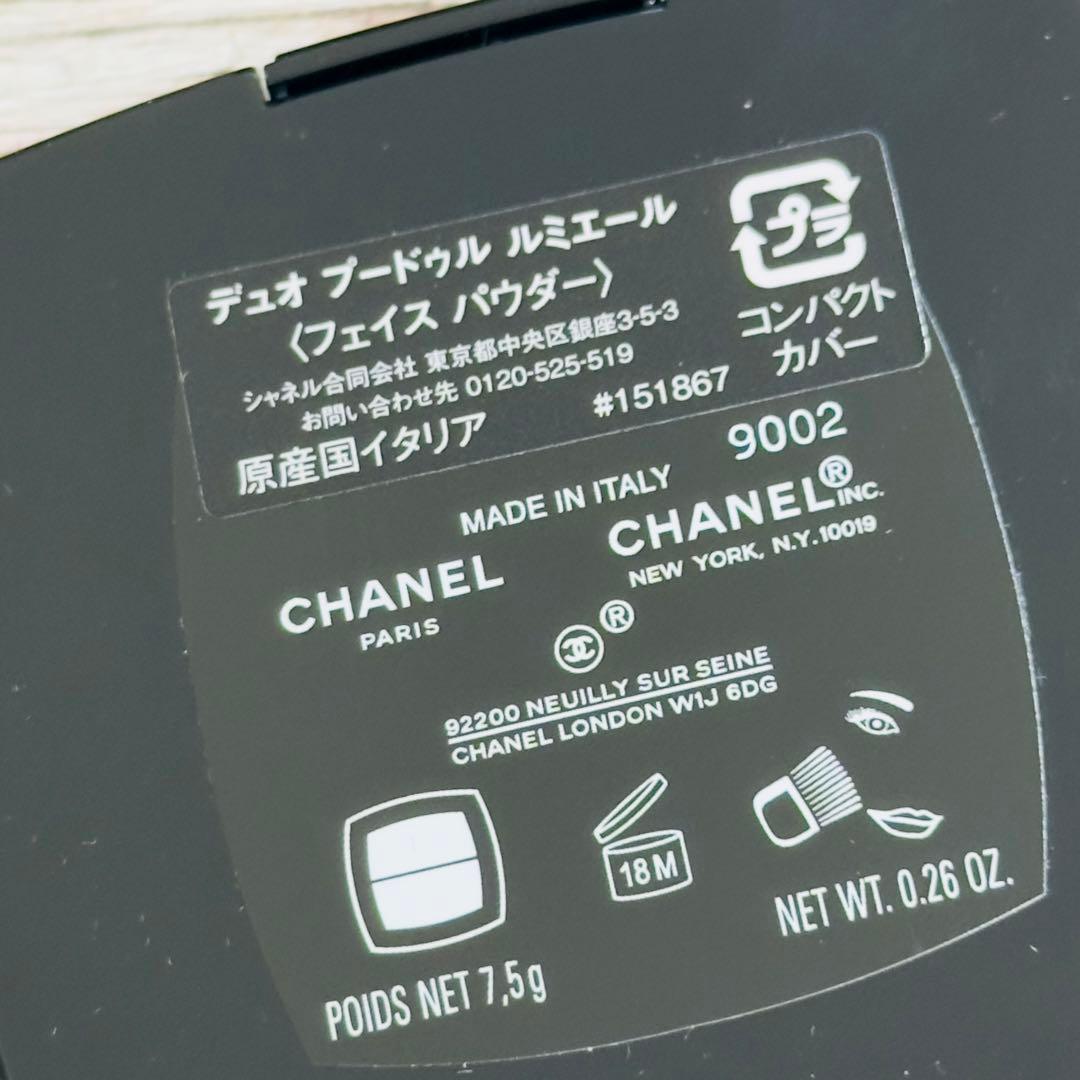 デュオ プードゥル ルミエール
〈フェイス パウダー〉
シャネル合同会社 東京都中央区銀座3-5-3
お問い合わせ先 0120-525-519
原産国イタリア
#151867
プラ
コンパクト
カバー
9002
MADE IN ITALY
CHANEL
PARIS
CHANEL® INC.
NEW YORK, N.Y. 10019
®
92200 NEUILLY SUR SEINE
CHANEL LONDON W1J 6DG
18 M
POIDS NET 7,5g
NET WT. 0.26 OZ.